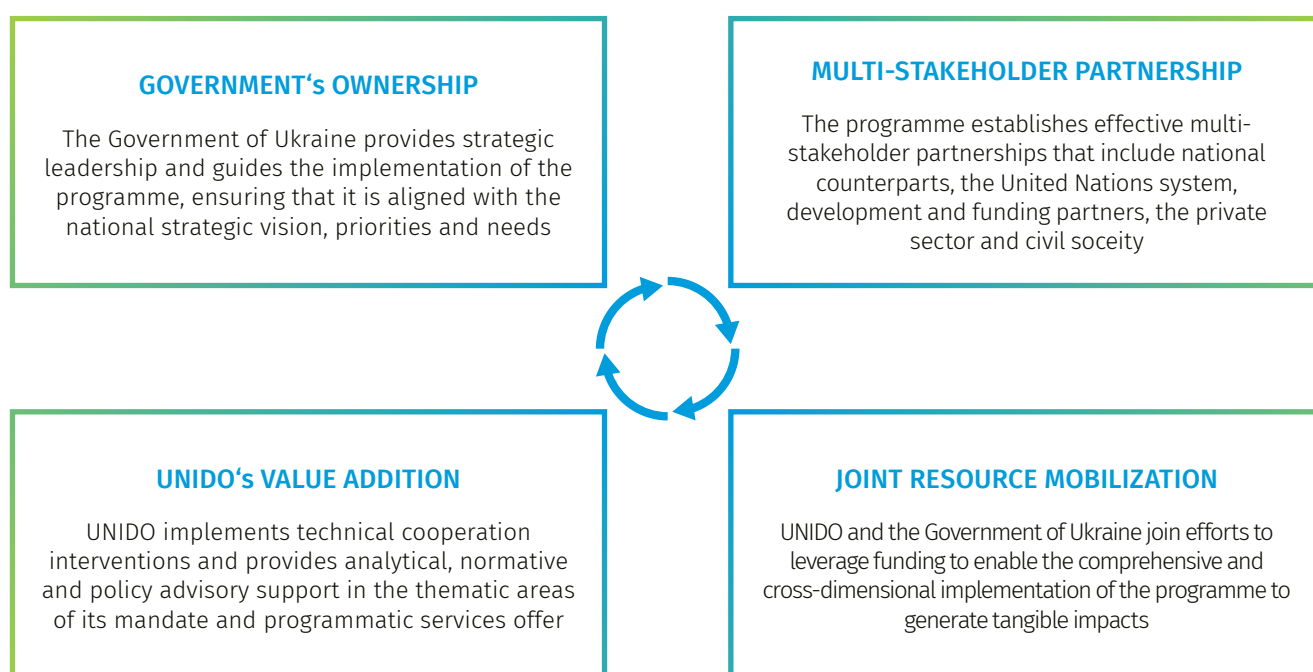 GOVERNMENT‘s OWNERSHIP
The Government of Ukraine provides strategic
leadership and guides the implementation of the
programme, ensuring that it is aligned with the
national strategic vision, priorities and needs
MULTI-STAKEHOLDER PARTNERSHIP
The programme establishes effective multi-
stakeholder partnerships that include national
counterparts, the United Nations system,
development and funding partners, the private
sector and civil soceity
UNIDO‘s VALUE ADDITION
UNIDO implements technical cooperation
interventions and provides analytical, normative
and policy advisory support in the thematic areas
of its mandate and programmatic services offer
JOINT RESOURCE MOBILIZATION
UNIDO and the Government of Ukraine join efforts to
leverage funding to enable the comprehensive and
cross-dimensional implementation of the programme to
generate tangible impacts